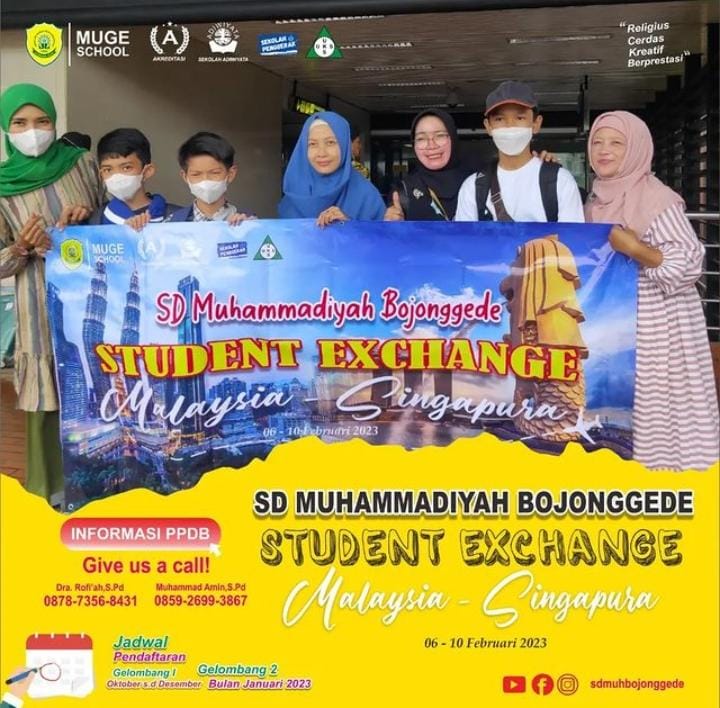 MUGE
SCHOOL
AKREDITASI
SEKOLAH ADIWIYATA
SEKOLAH
PENGGERAK
UKS
"Religius
Cerdas
Kreatif
Berprestasi"
MUGE
SCHOOL
SEKOLAH
PENGGERAK
SD Muhammadiyah Bojonggede
STUDENT EXCHANGE
Malaysia - Singapura
06 - 10 Februari 2023
SD MUHAMMADIYAH BOJONGGEDE
STUDENT EXCHANGE
Malaysia - Singapura
06 - 10 Februari 2023
INFORMASI PPDB
Give us a call!
Dra. Rofi'ah,S.Pd
0878-7356-8431
Muhammad Amin,S.Pd
0859-2699-3867
Jadwal
Pendaftaran
Gelombang I
Oktober s.d Desember
Gelombang 2
Bulan Januari 2023
sdmuhbojonggede